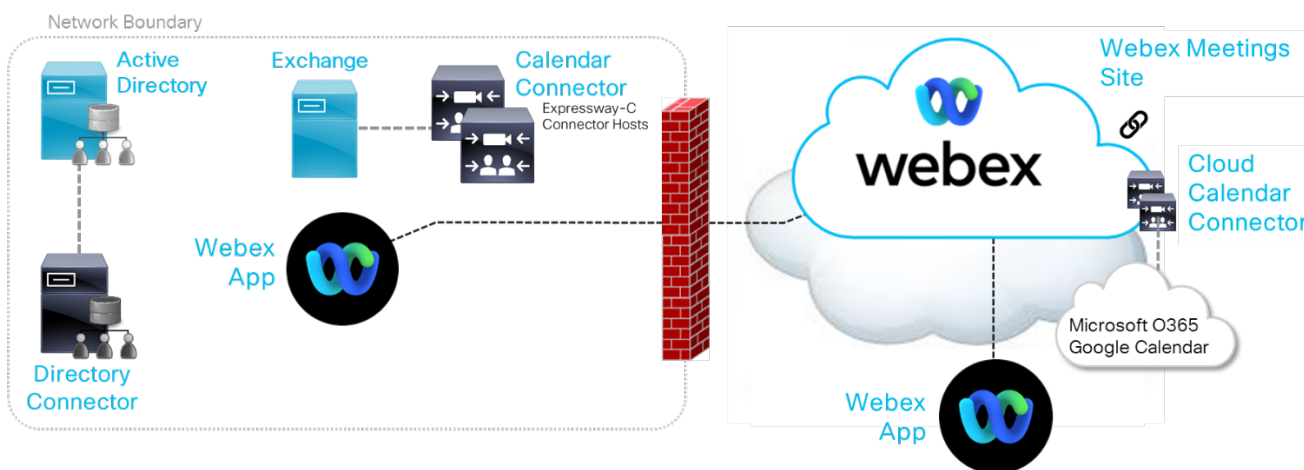 Network Boundary
Active
Directory
Exchange
Calendar
Connector
Expressway-C
Connector Hosts
Webex Meetings
Site
webex
Cloud
Calendar
Connector
Webex
App
Microsoft O365
Google Calendar
Directory
Connector
Webex
App